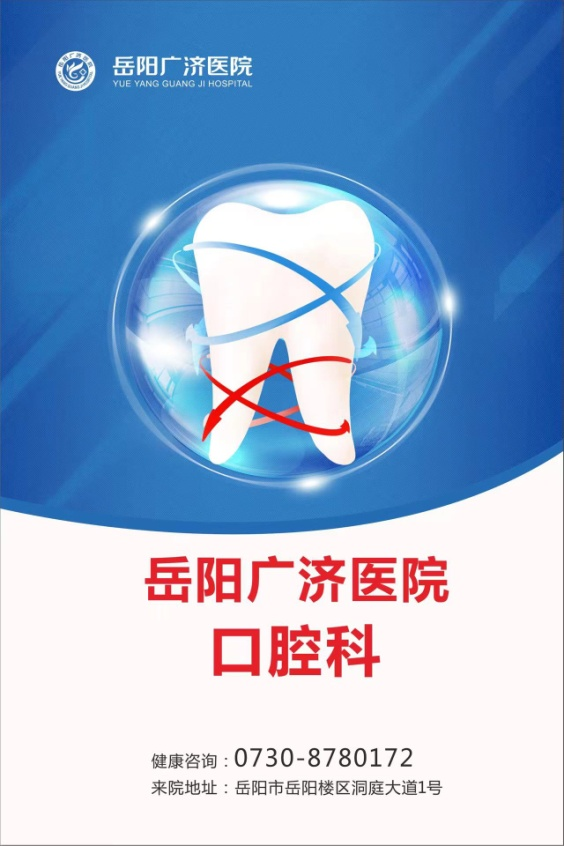 岳阳广济医院
YUE YANG GUANG JI HOSPITAL
岳阳广济医院
口腔科
健康咨询：0730-8780172
来院地址：岳阳市岳阳楼区洞庭大道1号